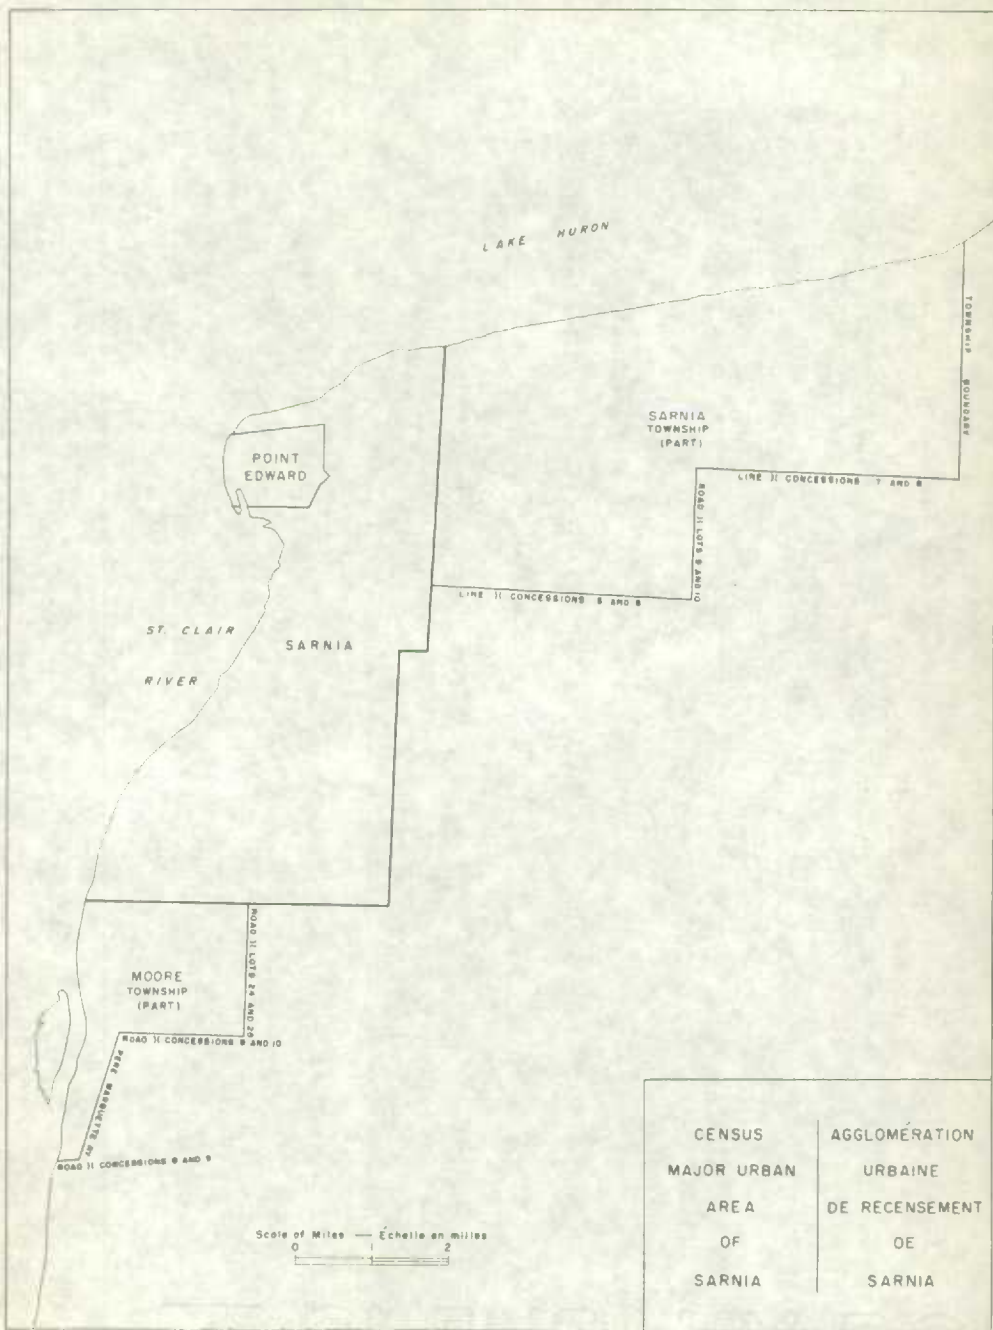 LAKE HURON
TOWNSHIP BOUNDARY
SARNIA
TOWNSHIP
(PART)
POINT
EDWARD
LINE )( CONCESSIONS 7 AND 8
ROAD )( LOTS 9 AND 10
LINE )( CONCESSIONS 5 AND 6
ST. CLAIR
RIVER
SARNIA
ROAD )( LOTS 24 AND 25
MOORE
TOWNSHIP
(PART)
ROAD )( CONCESSIONS 9 AND 10
PERE MARQUETTE RY
ROAD )( CONCESSIONS 8 AND 9
Scale of Miles — Échelle en milles
0 1 2
CENSUS
MAJOR URBAN
AREA
OF
SARNIA
AGGLOMÉRATION
URBAINE
DE RECENSEMENT
DE
SARNIA